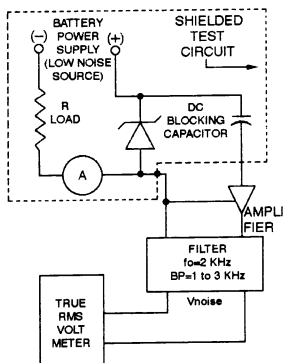 BATTERY
POWER
SUPPLY
(LOW NOISE
SOURCE)
(−)
(+)
SHIELDED
TEST
CIRCUIT
R
LOAD
DC
BLOCKING
CAPACITOR
A
AMPLI
FIER
FILTER
fo=2 KHz
BP=1 to 3 KHz
Vnoise
TRUE
RMS
VOLT
METER